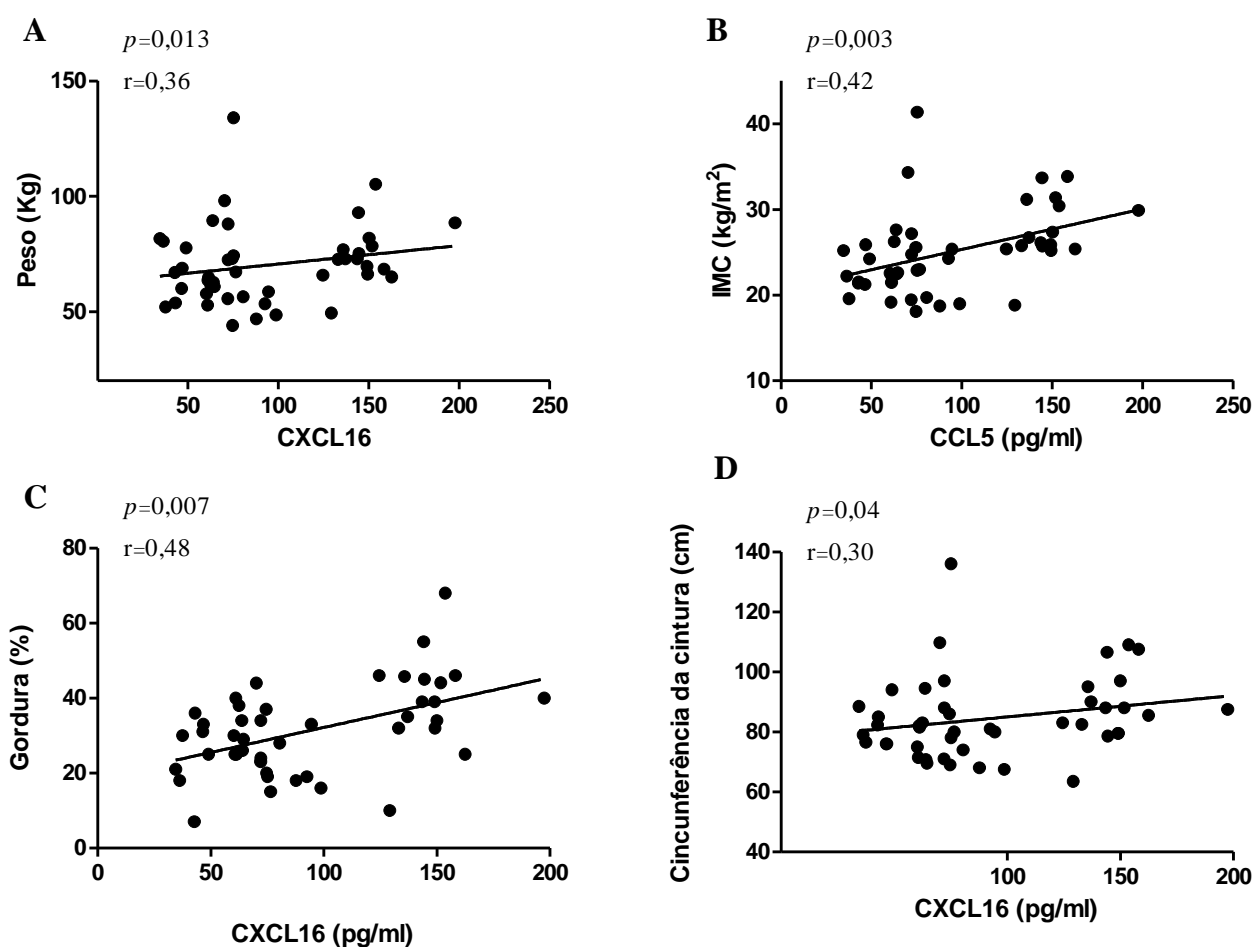 A
p=0,013
r=0,36
150
100
50
Peso (Kg)
50
100
150
200
250
CXCL16
B
p=0,003
r=0,42
40
30
20
10
IMC (kg/m²)
0
50
100
150
200
250
CCL5 (pg/ml)
C
p=0,007
r=0,48
80
60
40
20
0
Gordura (%)
0
50
100
150
200
CXCL16 (pg/ml)
D
p=0,04
r=0,30
140
120
100
80
60
40
Cincunferência da cintura (cm)
100
150
200
CXCL16 (pg/ml)